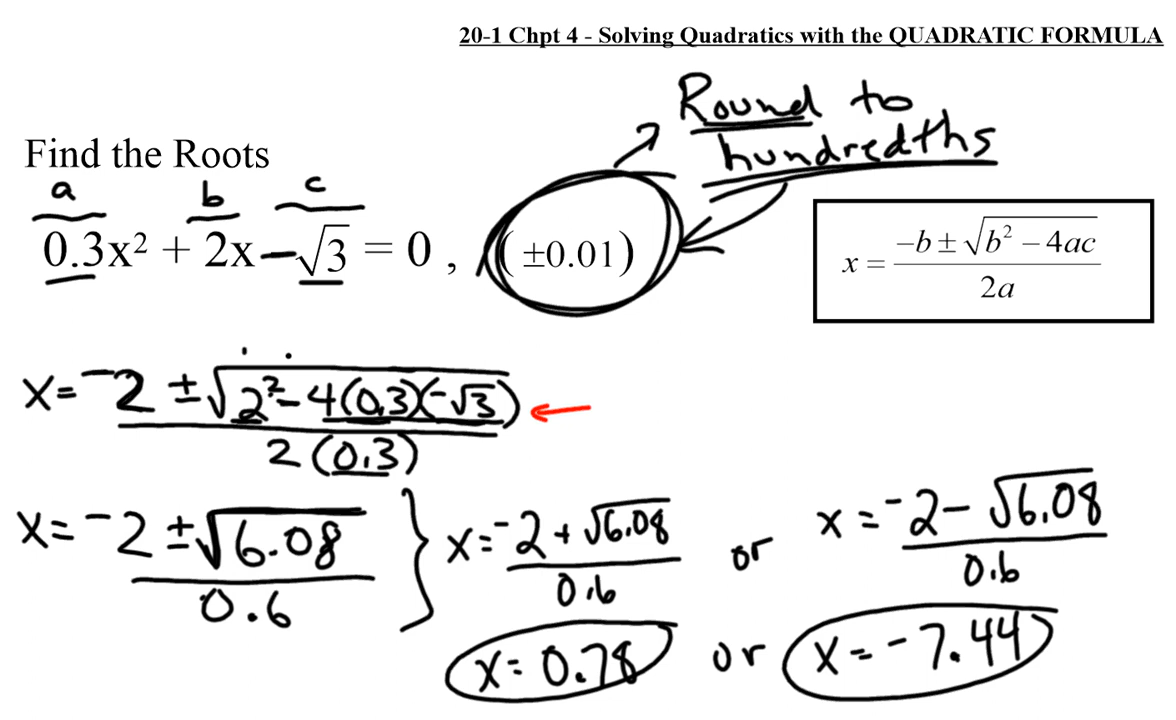 20-1 Chpt 4 - Solving Quadratics with the QUADRATIC FORMULA
Round to
hundredths
Find the Roots
a b c
0.3x² + 2x - √3 = 0 , (±0.01)
x = (-b ± √(b² - 4ac)) / 2a
x = (-2 ± √(2² - 4(0.3)(-√3))) / 2(0.3)
x = (-2 ± √6.08) / 0.6 } x = (-2 + √6.08) / 0.6 or x = (-2 - √6.08) / 0.6
x = 0.78 or x = -7.44